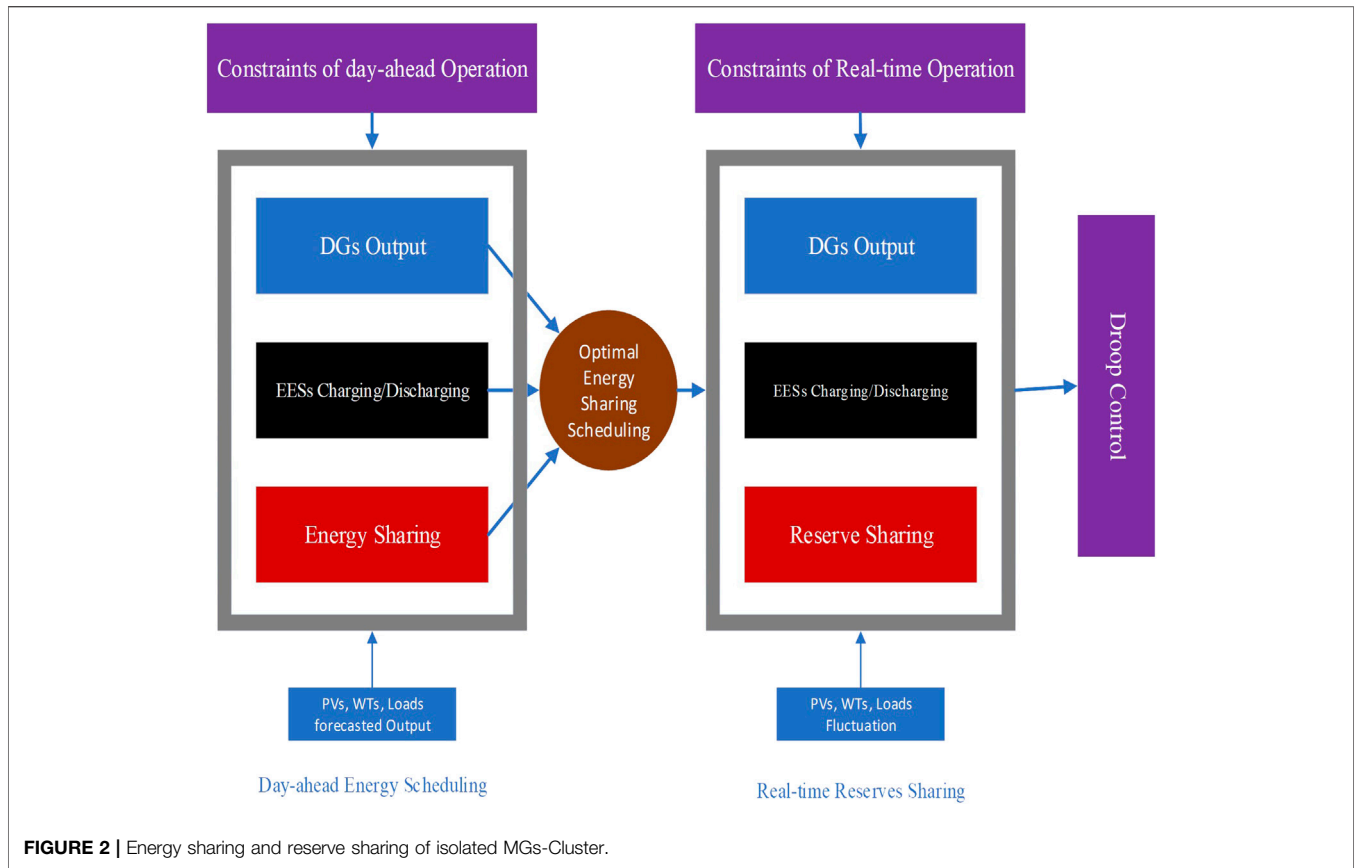 Constraints of day-ahead Operation
Constraints of Real-time Operation
DGs Output
EESs Charging/Discharging
Energy Sharing
Optimal
Energy
Sharing
Scheduling
DGs Output
EESs Charging/Discharging
Reserve Sharing
Droop Control
PVs, WTs, Loads
forecasted Output
PVs, WTs, Loads
Fluctuation
Day-ahead Energy Scheduling
Real-time Reserves Sharing
FIGURE 2 | Energy sharing and reserve sharing of isolated MGs-Cluster.